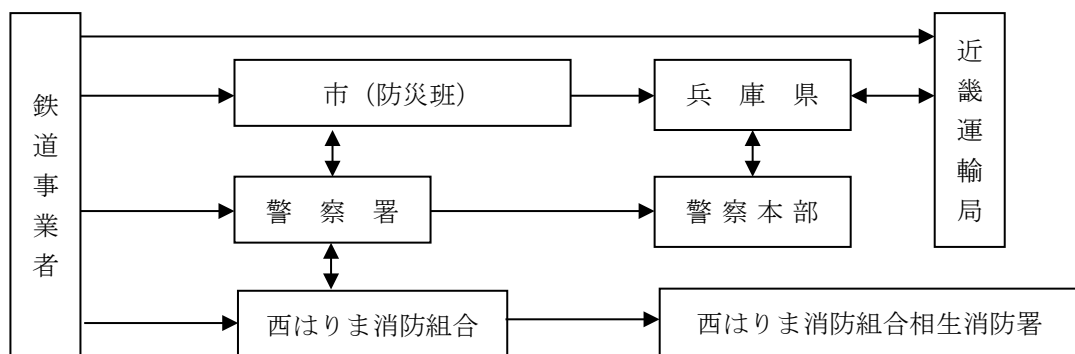 鉄道事業者
市（防災班）
兵庫県
近畿運輸局
警察署
警察本部
西はりま消防組合
西はりま消防組合相生消防署